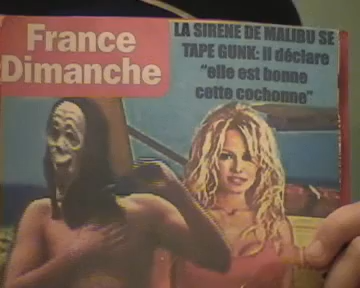 France
Dimanche
LA SIRENE DE MALIBU SE
TAPE GUNK: il déclare
"elle est bonne
cette cochonne"